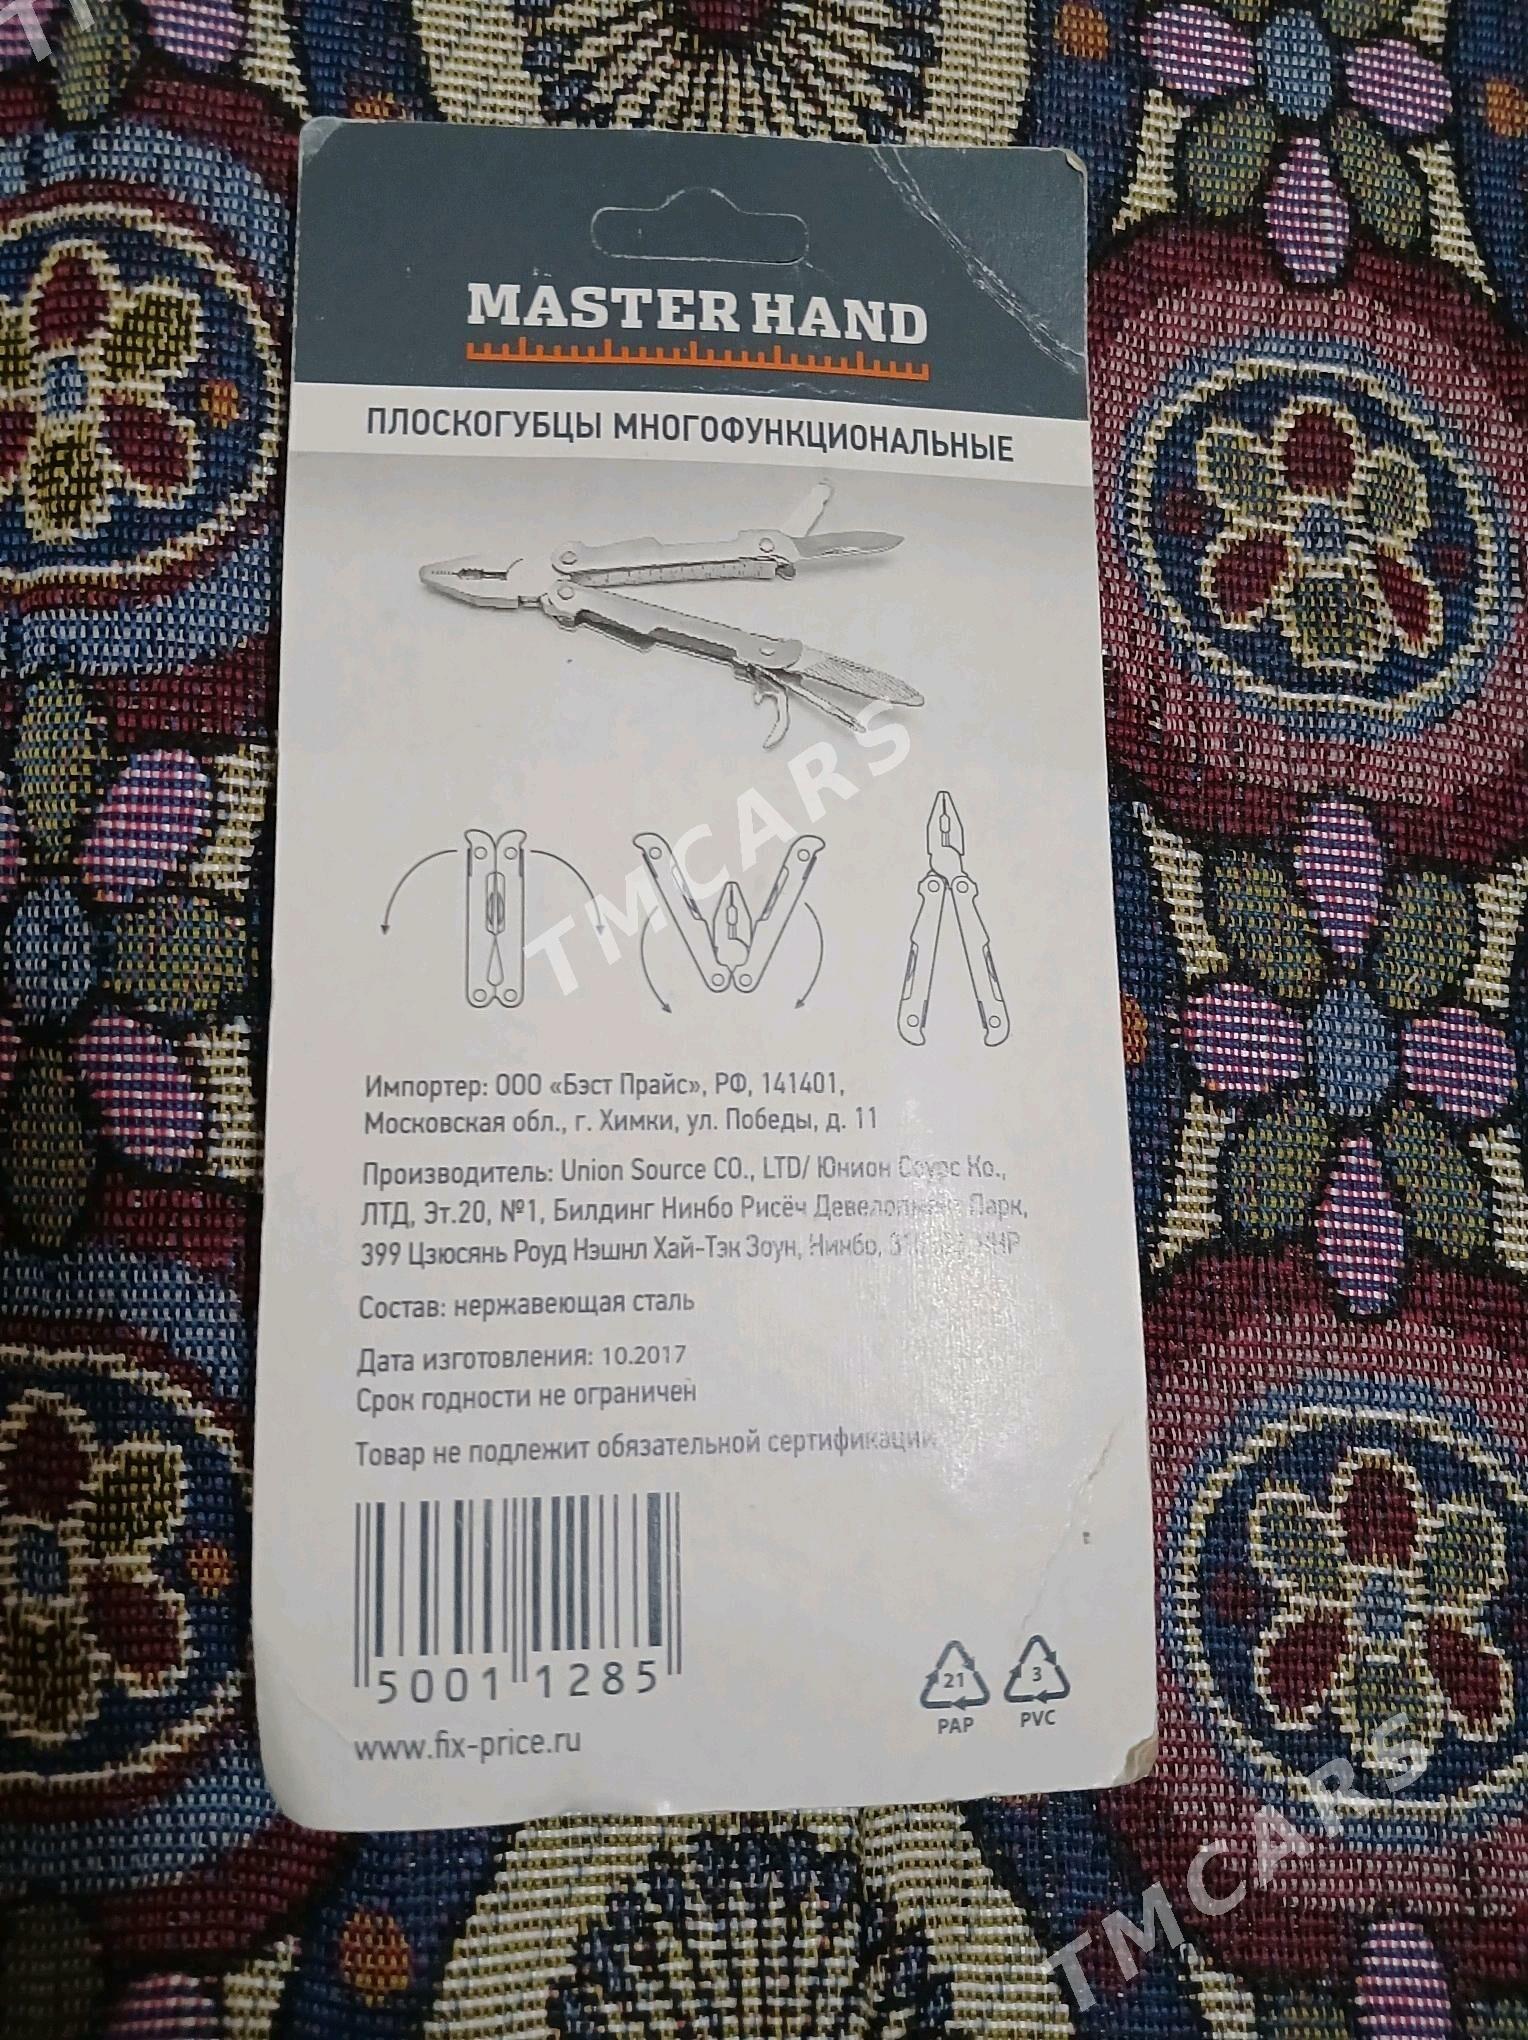 MASTER HAND
ПЛОСКОГУБЦЫ МНОГОФУНКЦИОНАЛЬНЫЕ
TMCARS
Импортер: ООО «Бэст Прайс», РФ, 141401,
Московская обл., г. Химки, ул. Победы, д. 11
Производитель: Union Source CO., LTD/ Юнион Соурс Ко.,
ЛТД, Эт.20, №1, Билдинг Нинбо Рисёч Девелопмент Парк,
399 Цзюсянь Роуд Нэшнл Хай-Тэк Зоун, Нинбо, КНР
Состав: нержавеющая сталь
Дата изготовления: 10.2017
Срок годности не ограничен
Товар не подлежит обязательной сертификации
5001 1285
21 3
PAP PVC
www.fix-price.ru
TMCARS